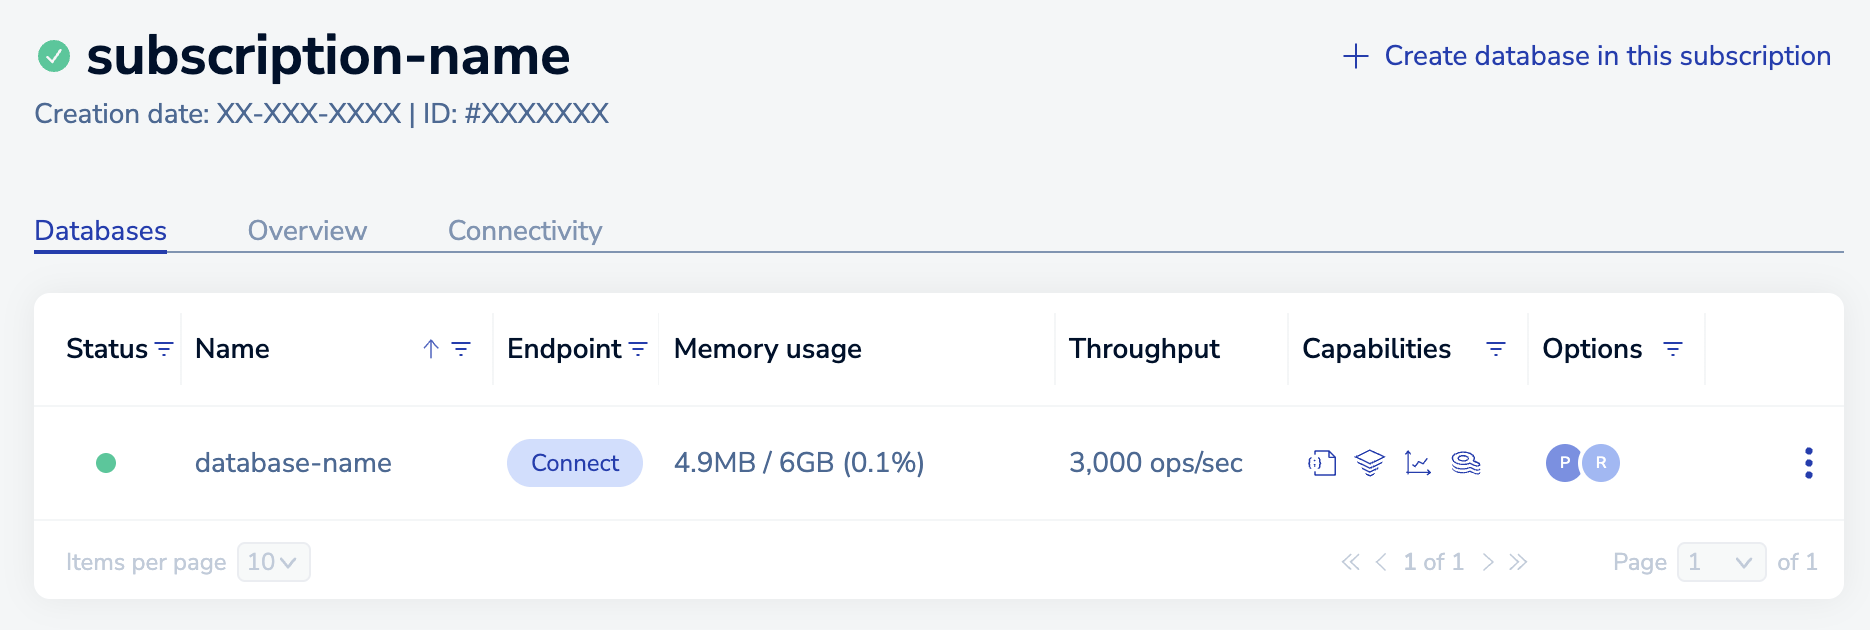 subscription-name
Create database in this subscription
Creation date: XX-XXX-XXXX | ID: #XXXXXXX
Databases Overview Connectivity
Status Name Endpoint Memory usage Throughput Capabilities Options
database-name Connect 4.9MB / 6GB (0.1%) 3,000 ops/sec P R
Items per page 10 1 of 1 Page 1 of 1